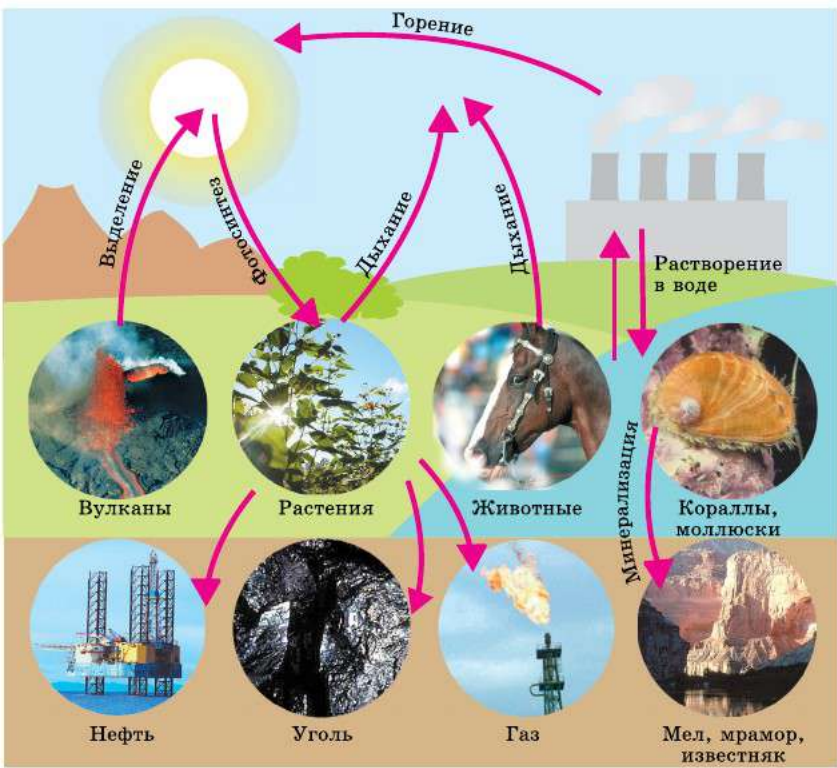 Горение
Выделение
Фотосинтез
Дыхание
Дыхание
Растворение
в воде
Вулканы
Растения
Животные
Минерализация
Кораллы,
моллюски
Нефть
Уголь
Газ
Мел, мрамор,
известняк